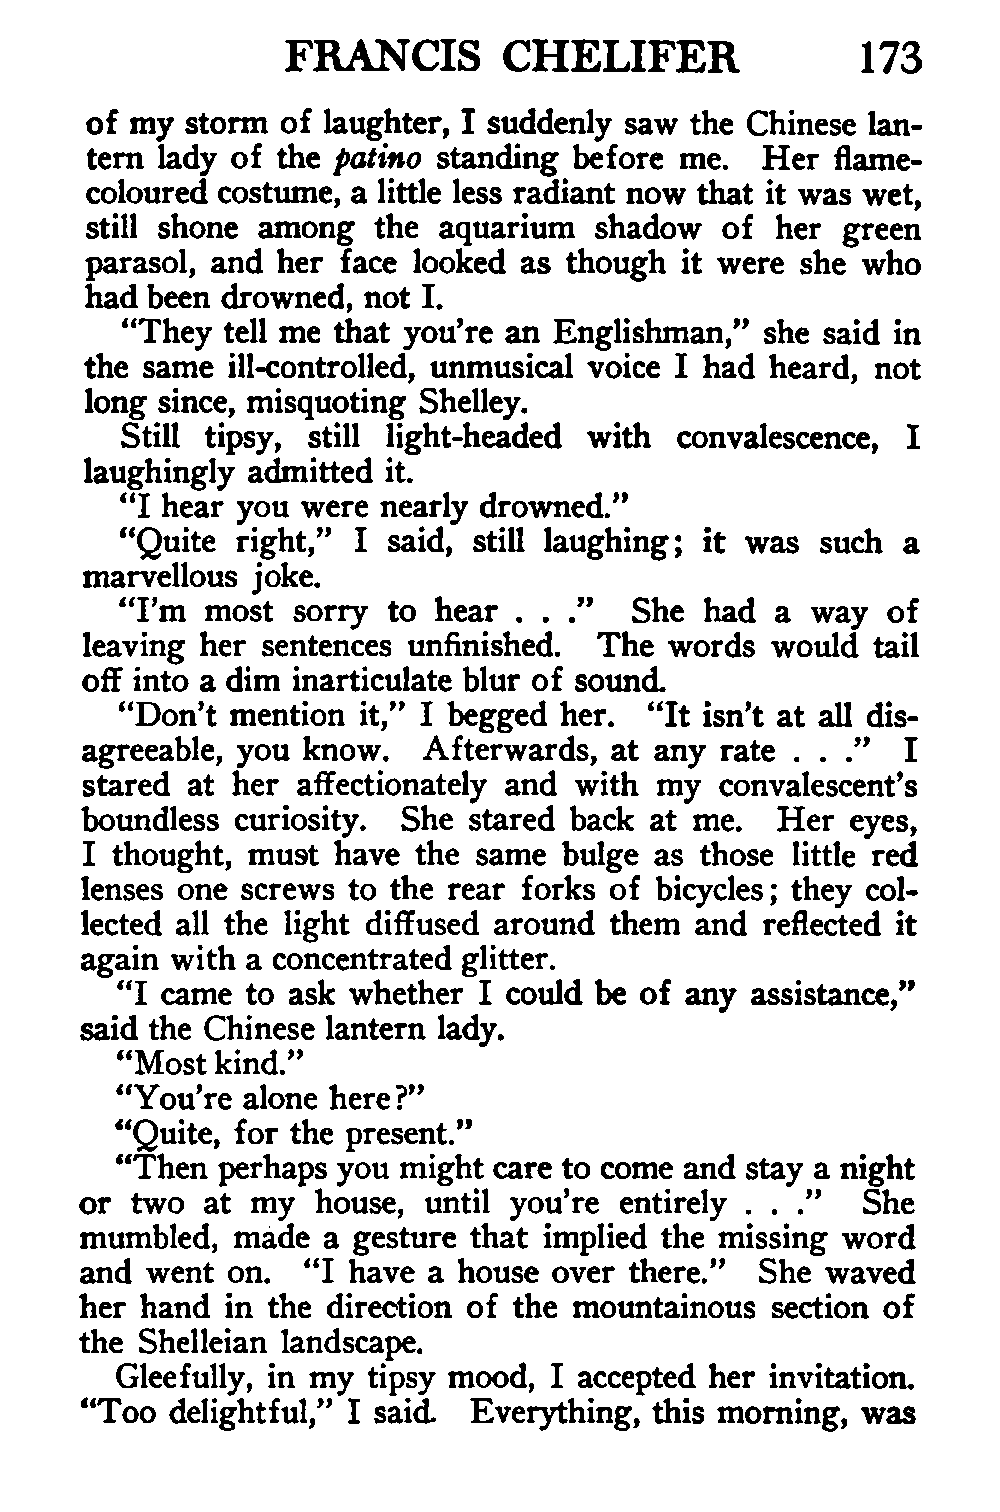 FRANCIS CHELIFER 173
of my storm of laughter, I suddenly saw the Chinese lan-
tern lady of the patino standing before me. Her flame-
coloured costume, a little less radiant now that it was wet,
still shone among the aquarium shadow of her green
parasol, and her face looked as though it were she who
had been drowned, not I.
“They tell me that you’re an Englishman,” she said in
the same ill-controlled, unmusical voice I had heard, not
long since, misquoting Shelley.
Still tipsy, still light-headed with convalescence, I
laughingly admitted it.
“I hear you were nearly drowned.”
“Quite right,” I said, still laughing; it was such a
marvellous joke.
“I’m most sorry to hear . . .” She had a way of
leaving her sentences unfinished. The words would tail
off into a dim inarticulate blur of sound.
“Don’t mention it,” I begged her. “It isn’t at all dis-
agreeable, you know. Afterwards, at any rate . . .” I
stared at her affectionately and with my convalescent’s
boundless curiosity. She stared back at me. Her eyes,
I thought, must have the same bulge as those little red
lenses one screws to the rear forks of bicycles; they col-
lected all the light diffused around them and reflected it
again with a concentrated glitter.
“I came to ask whether I could be of any assistance,”
said the Chinese lantern lady.
“Most kind.”
“You’re alone here?”
“Quite, for the present.”
“Then perhaps you might care to come and stay a night
or two at my house, until you’re entirely . . .” She
mumbled, made a gesture that implied the missing word
and went on. “I have a house over there.” She waved
her hand in the direction of the mountainous section of
the Shelleian landscape.
Gleefully, in my tipsy mood, I accepted her invitation.
“Too delightful,” I said. Everything, this morning, was